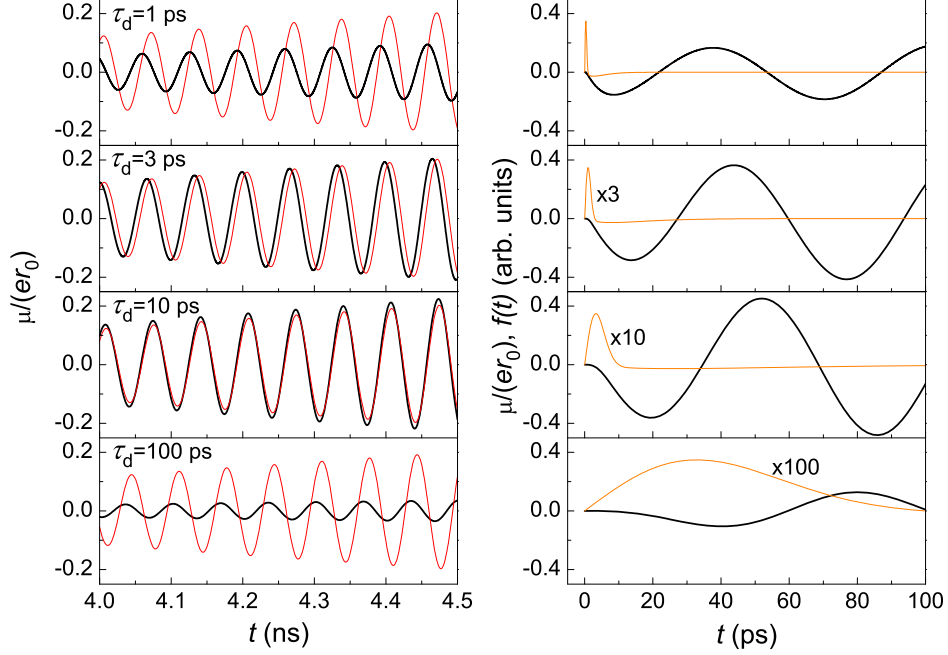 τd=1 ps
0.2
0.0
-0.2
τd=3 ps
0.2
0.0
-0.2
τd=10 ps
0.2
0.0
-0.2
τd=100 ps
0.2
0.0
-0.2
μ/(er0)
4.0 4.1 4.2 4.3 4.4 4.5
t (ns)
0.4
0.0
-0.4
x3
0.4
0.0
-0.4
x10
0.4
0.0
-0.4
x100
0.4
0.0
-0.4
μ/(er0), f(t) (arb. units)
0 20 40 60 80 100
t (ps)